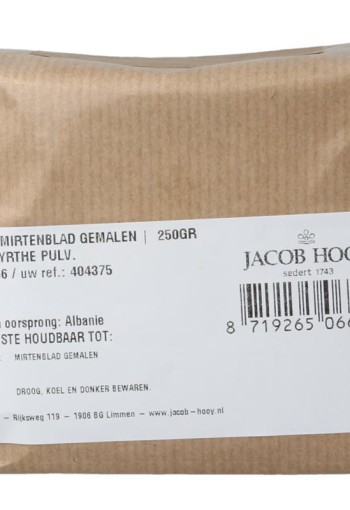 MIRTENBLAD GEMALEN | 250GR
YRTHE PULV.
6 / uw ref.: 404375
JACOB HOOY
sedert 1743
oorsprong: Albanie
STE HOUDBAAR TOT:
MIRTENBLAD GEMALEN
8 719265 066
DROOG, KOEL EN DONKER BEWAREN.
– Rijksweg 119 – 1906 BG Limmen – www.jacob-hooy.nl